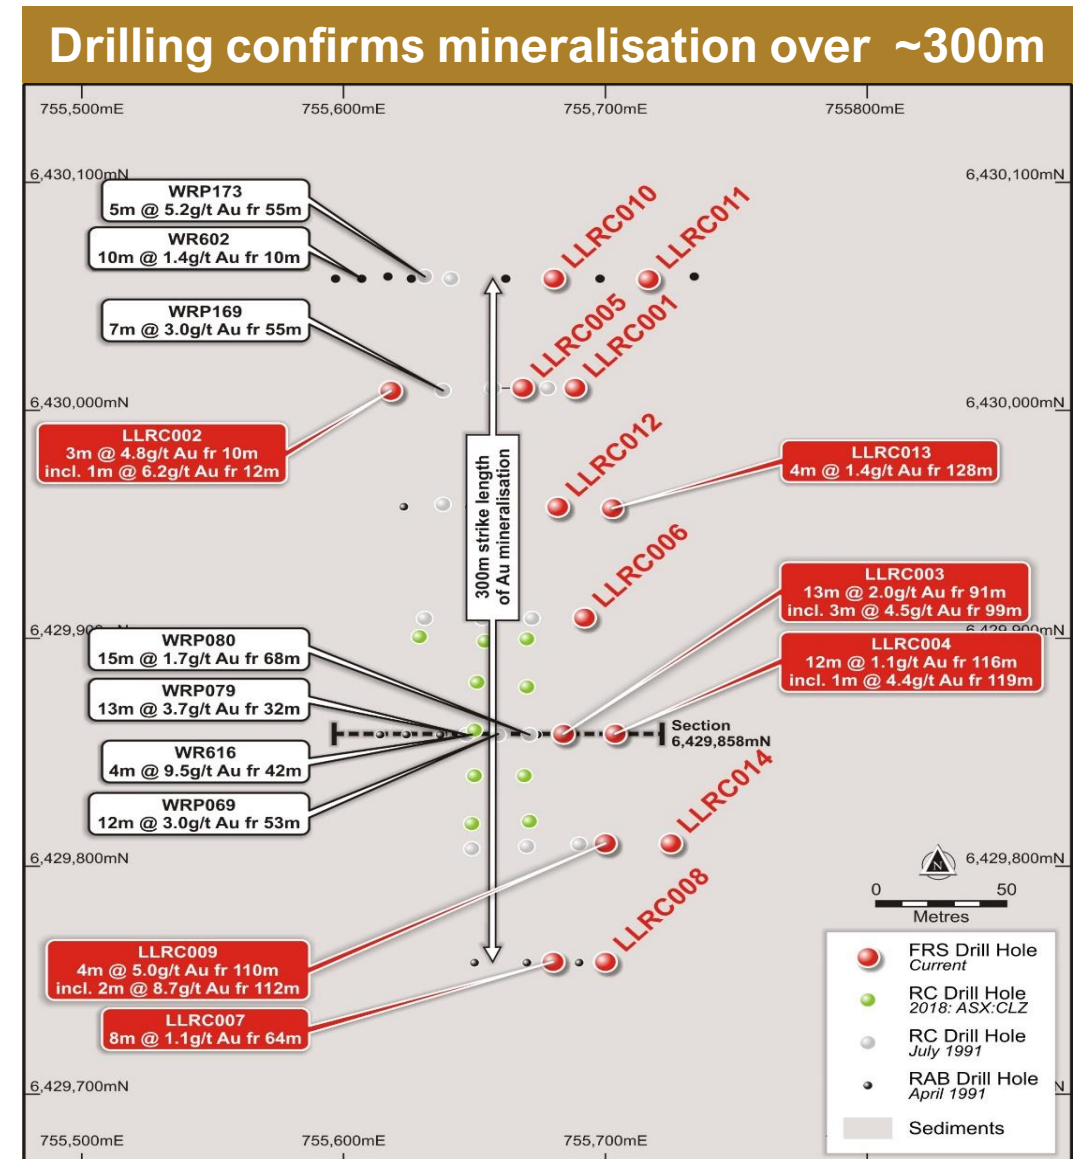 Drilling confirms mineralisation over ~300m
755,500mE
755,600mE
755,700mE
755800mE
6,430,100mN
6,430,100mN
WRP173
5m @ 5.2g/t Au fr 55m
WR602
10m @ 1.4g/t Au fr 10m
LLRC010
LLRC011
WRP169
7m @ 3.0g/t Au fr 55m
LLRC005
LLRC001
6,430,000mN
6,430,000mN
LLRC002
3m @ 4.8g/t Au fr 10m
incl. 1m @ 6.2g/t Au fr 12m
LLRC012
LLRC013
4m @ 1.4g/t Au fr 128m
300m strike length
of Au mineralisation
LLRC006
LLRC003
13m @ 2.0g/t Au fr 91m
incl. 3m @ 4.5g/t Au fr 99m
6,429,900mN
6,429,900mN
WRP080
15m @ 1.7g/t Au fr 68m
LLRC004
12m @ 1.1g/t Au fr 116m
incl. 1m @ 4.4g/t Au fr 119m
WRP079
13m @ 3.7g/t Au fr 32m
Section
6,429,858mN
WR616
4m @ 9.5g/t Au fr 42m
WRP069
12m @ 3.0g/t Au fr 53m
LLRC014
6,429,800mN
6,429,800mN
LLRC008
N
0 50
Metres
LLRC009
4m @ 5.0g/t Au fr 110m
incl. 2m @ 8.7g/t Au fr 112m
LLRC007
8m @ 1.1g/t Au fr 64m
FRS Drill Hole
Current
RC Drill Hole
2018: ASX:CLZ
RC Drill Hole
July 1991
RAB Drill Hole
April 1991
Sediments
6,429,700mN
N
755,500mE
755,600mE
755,700mE